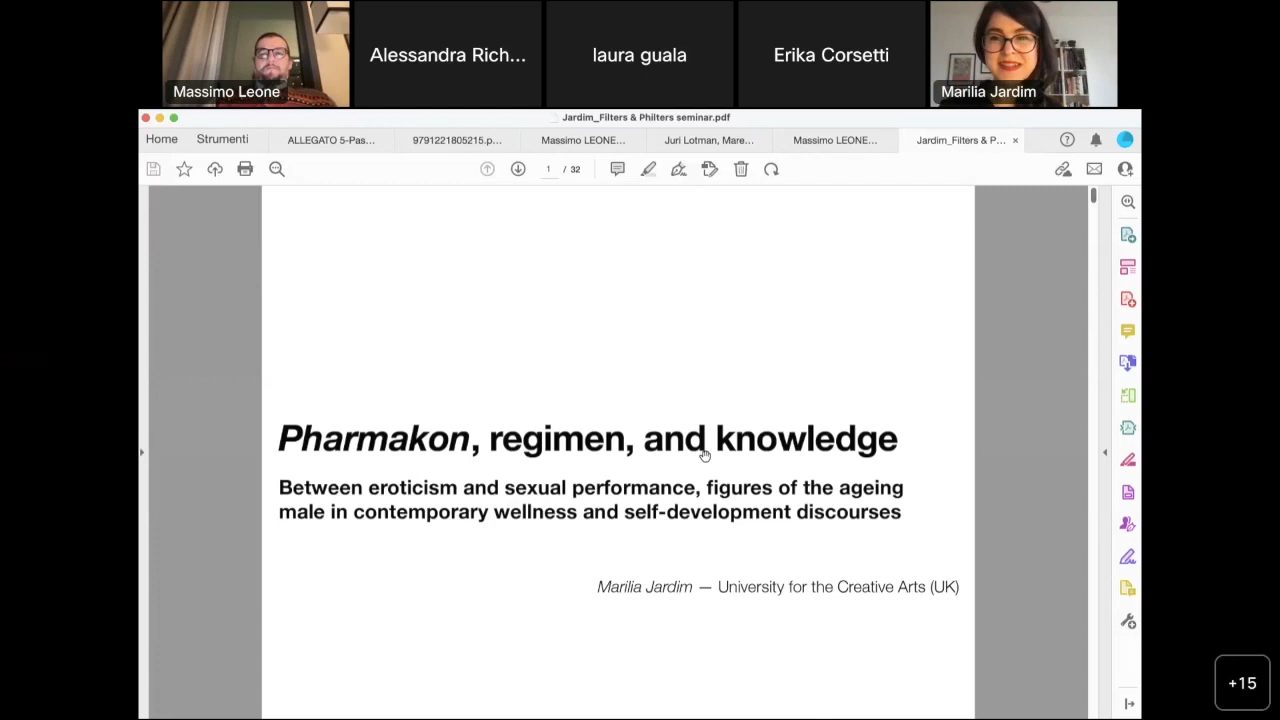 Massimo Leone
Alessandra Rich...
laura guala
Erika Corsetti
Marilia Jardim
Jardim_Filters & Philters seminar.pdf
Home
Strumenti
ALLEGATO 5-Pas...
9791221805215.p...
Massimo LEONE...
Juri Lotman, Mare...
Massimo LEONE...
Jardim_Filters & P...
1 / 32
Pharmakon, regimen, and knowledge
Between eroticism and sexual performance, figures of the ageing
male in contemporary wellness and self-development discourses
Marilia Jardim — University for the Creative Arts (UK)
+15